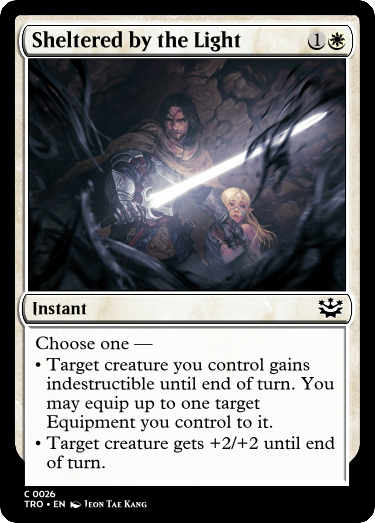 Sheltered by the Light 1
Instant
Choose one —
• Target creature you control gains
indestructible until end of turn. You
may equip up to one target
Equipment you control to it.
• Target creature gets +2/+2 until end
of turn.
C 0026
TRO • EN Jeon Tae Kang